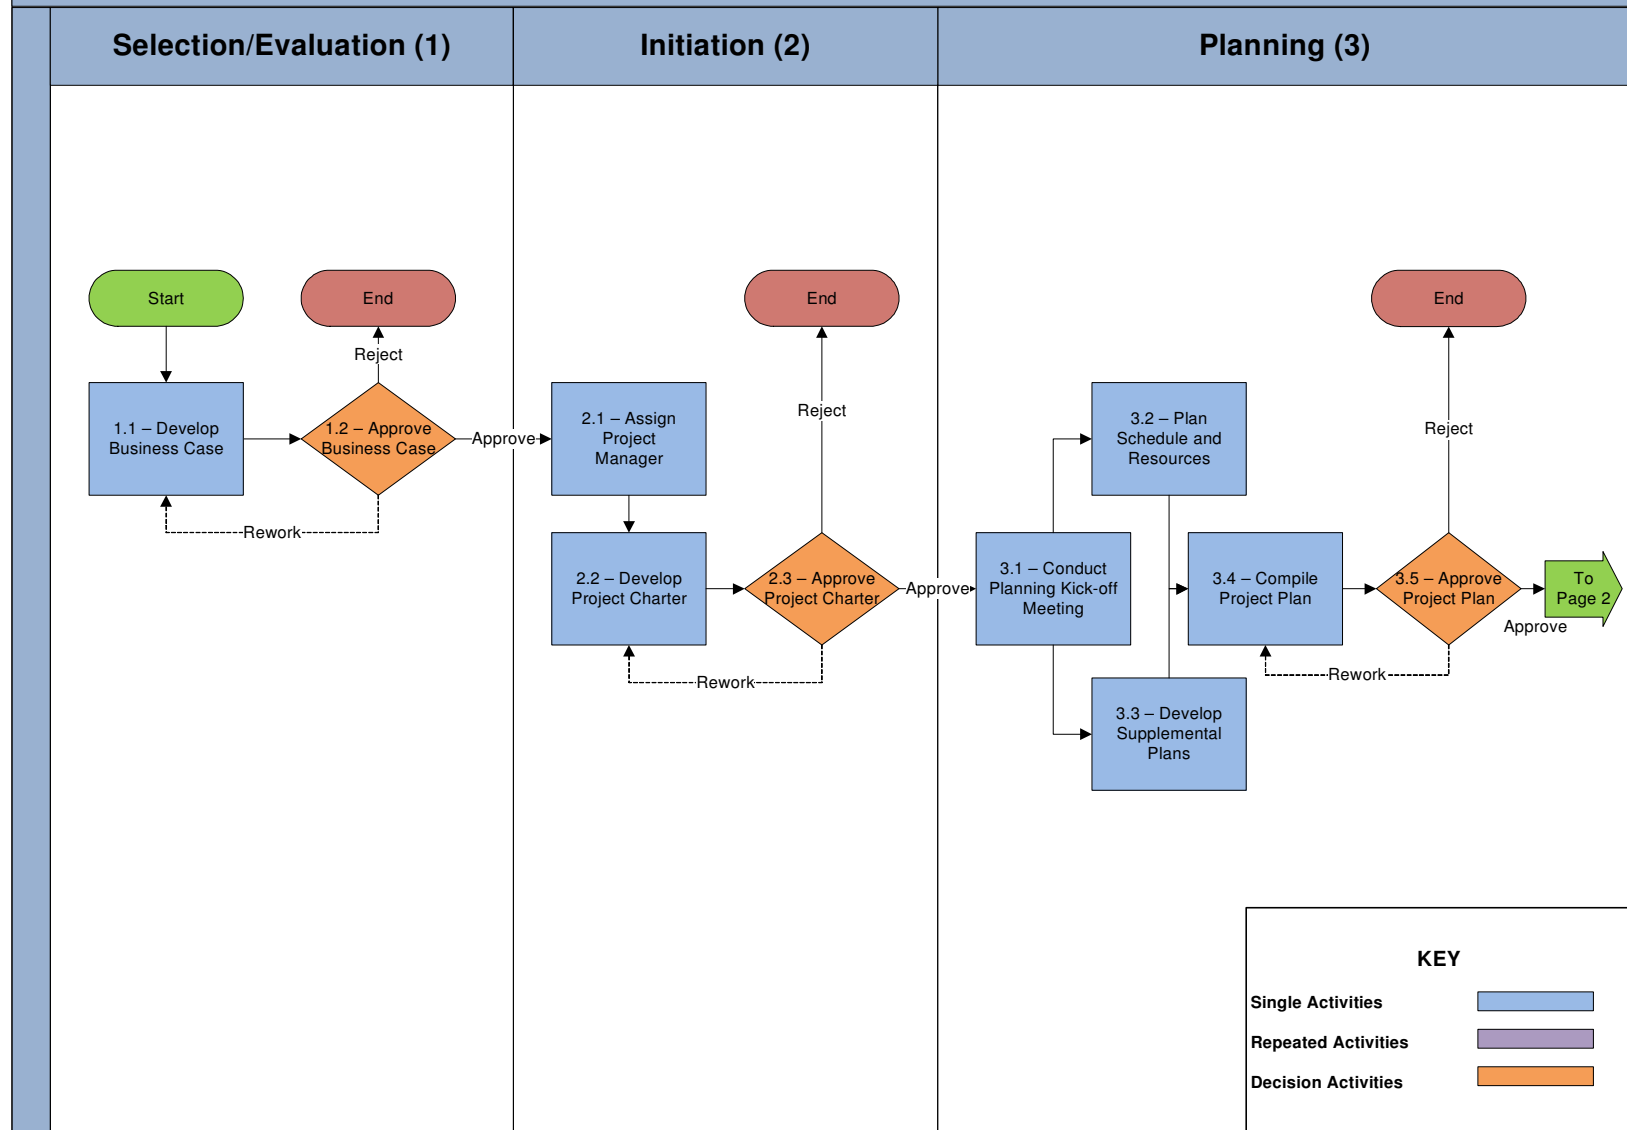 Selection/Evaluation (1)
Initiation (2)
Planning (3)
Start
End
Reject
1.1 – Develop
Business Case
1.2 – Approve
Business Case
Approve
Rework
2.1 – Assign
Project
Manager
2.2 – Develop
Project Charter
End
Reject
2.3 – Approve
Project Charter
Approve
Rework
3.1 – Conduct
Planning Kick-off
Meeting
3.2 – Plan
Schedule and
Resources
3.3 – Develop
Supplemental
Plans
3.4 – Compile
Project Plan
End
Reject
3.5 – Approve
Project Plan
Approve
Rework
To
Page 2
KEY
Single Activities
Repeated Activities
Decision Activities